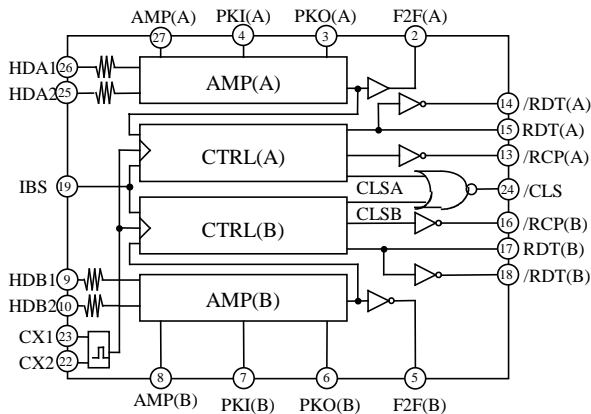 AMP(A) PKI(A) PKO(A) F2F(A)
27 4 3 2
HDA1 26
HDA2 25
AMP(A)
14 /RDT(A)
15 RDT(A)
CTRL(A)
13 /RCP(A)
IBS 19
CLSA
24 /CLS
CLSB
16 /RCP(B)
CTRL(B)
17 RDT(B)
18 /RDT(B)
HDB1 9
HDB2 10
AMP(B)
CX1 23
CX2 22
8 7 6 5
AMP(B) PKI(B) PKO(B) F2F(B)